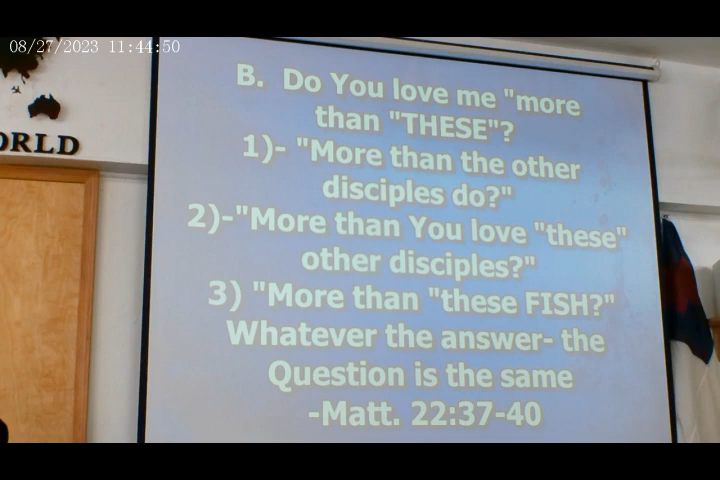 08/27/2023 11:44:50
ORLD
B. Do You love me "more
than "THESE"?
1)- "More than the other
disciples do?"
2)-"More than You love "these"
other disciples?"
3) "More than "these FISH?"
Whatever the answer- the
Question is the same
-Matt. 22:37-40